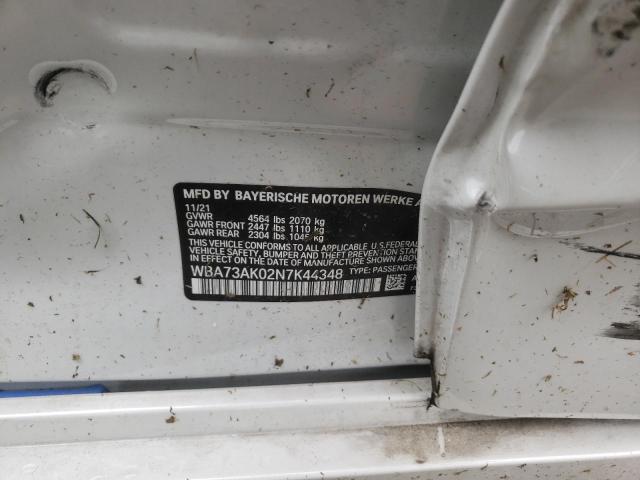 MFD BY BAYERISCHE MOTOREN WERKE A
11/21
GVWR 4564 lbs 2070 kg
GAWR FRONT 2447 lbs 1110 kg
GAWR REAR 2304 lbs 1045 kg
THIS CAR CONFORMS TO ALL APPLICABLE U.S.FEDERAL
VEHICLE SAFETY, BUMPER AND THEFT PREVENTION STAN
IN EFFECT ON THE DATE OF MANUFACTURE SHOWN ABOVE.
WBA73AK02N7K44348 TYPE: PASSENGER